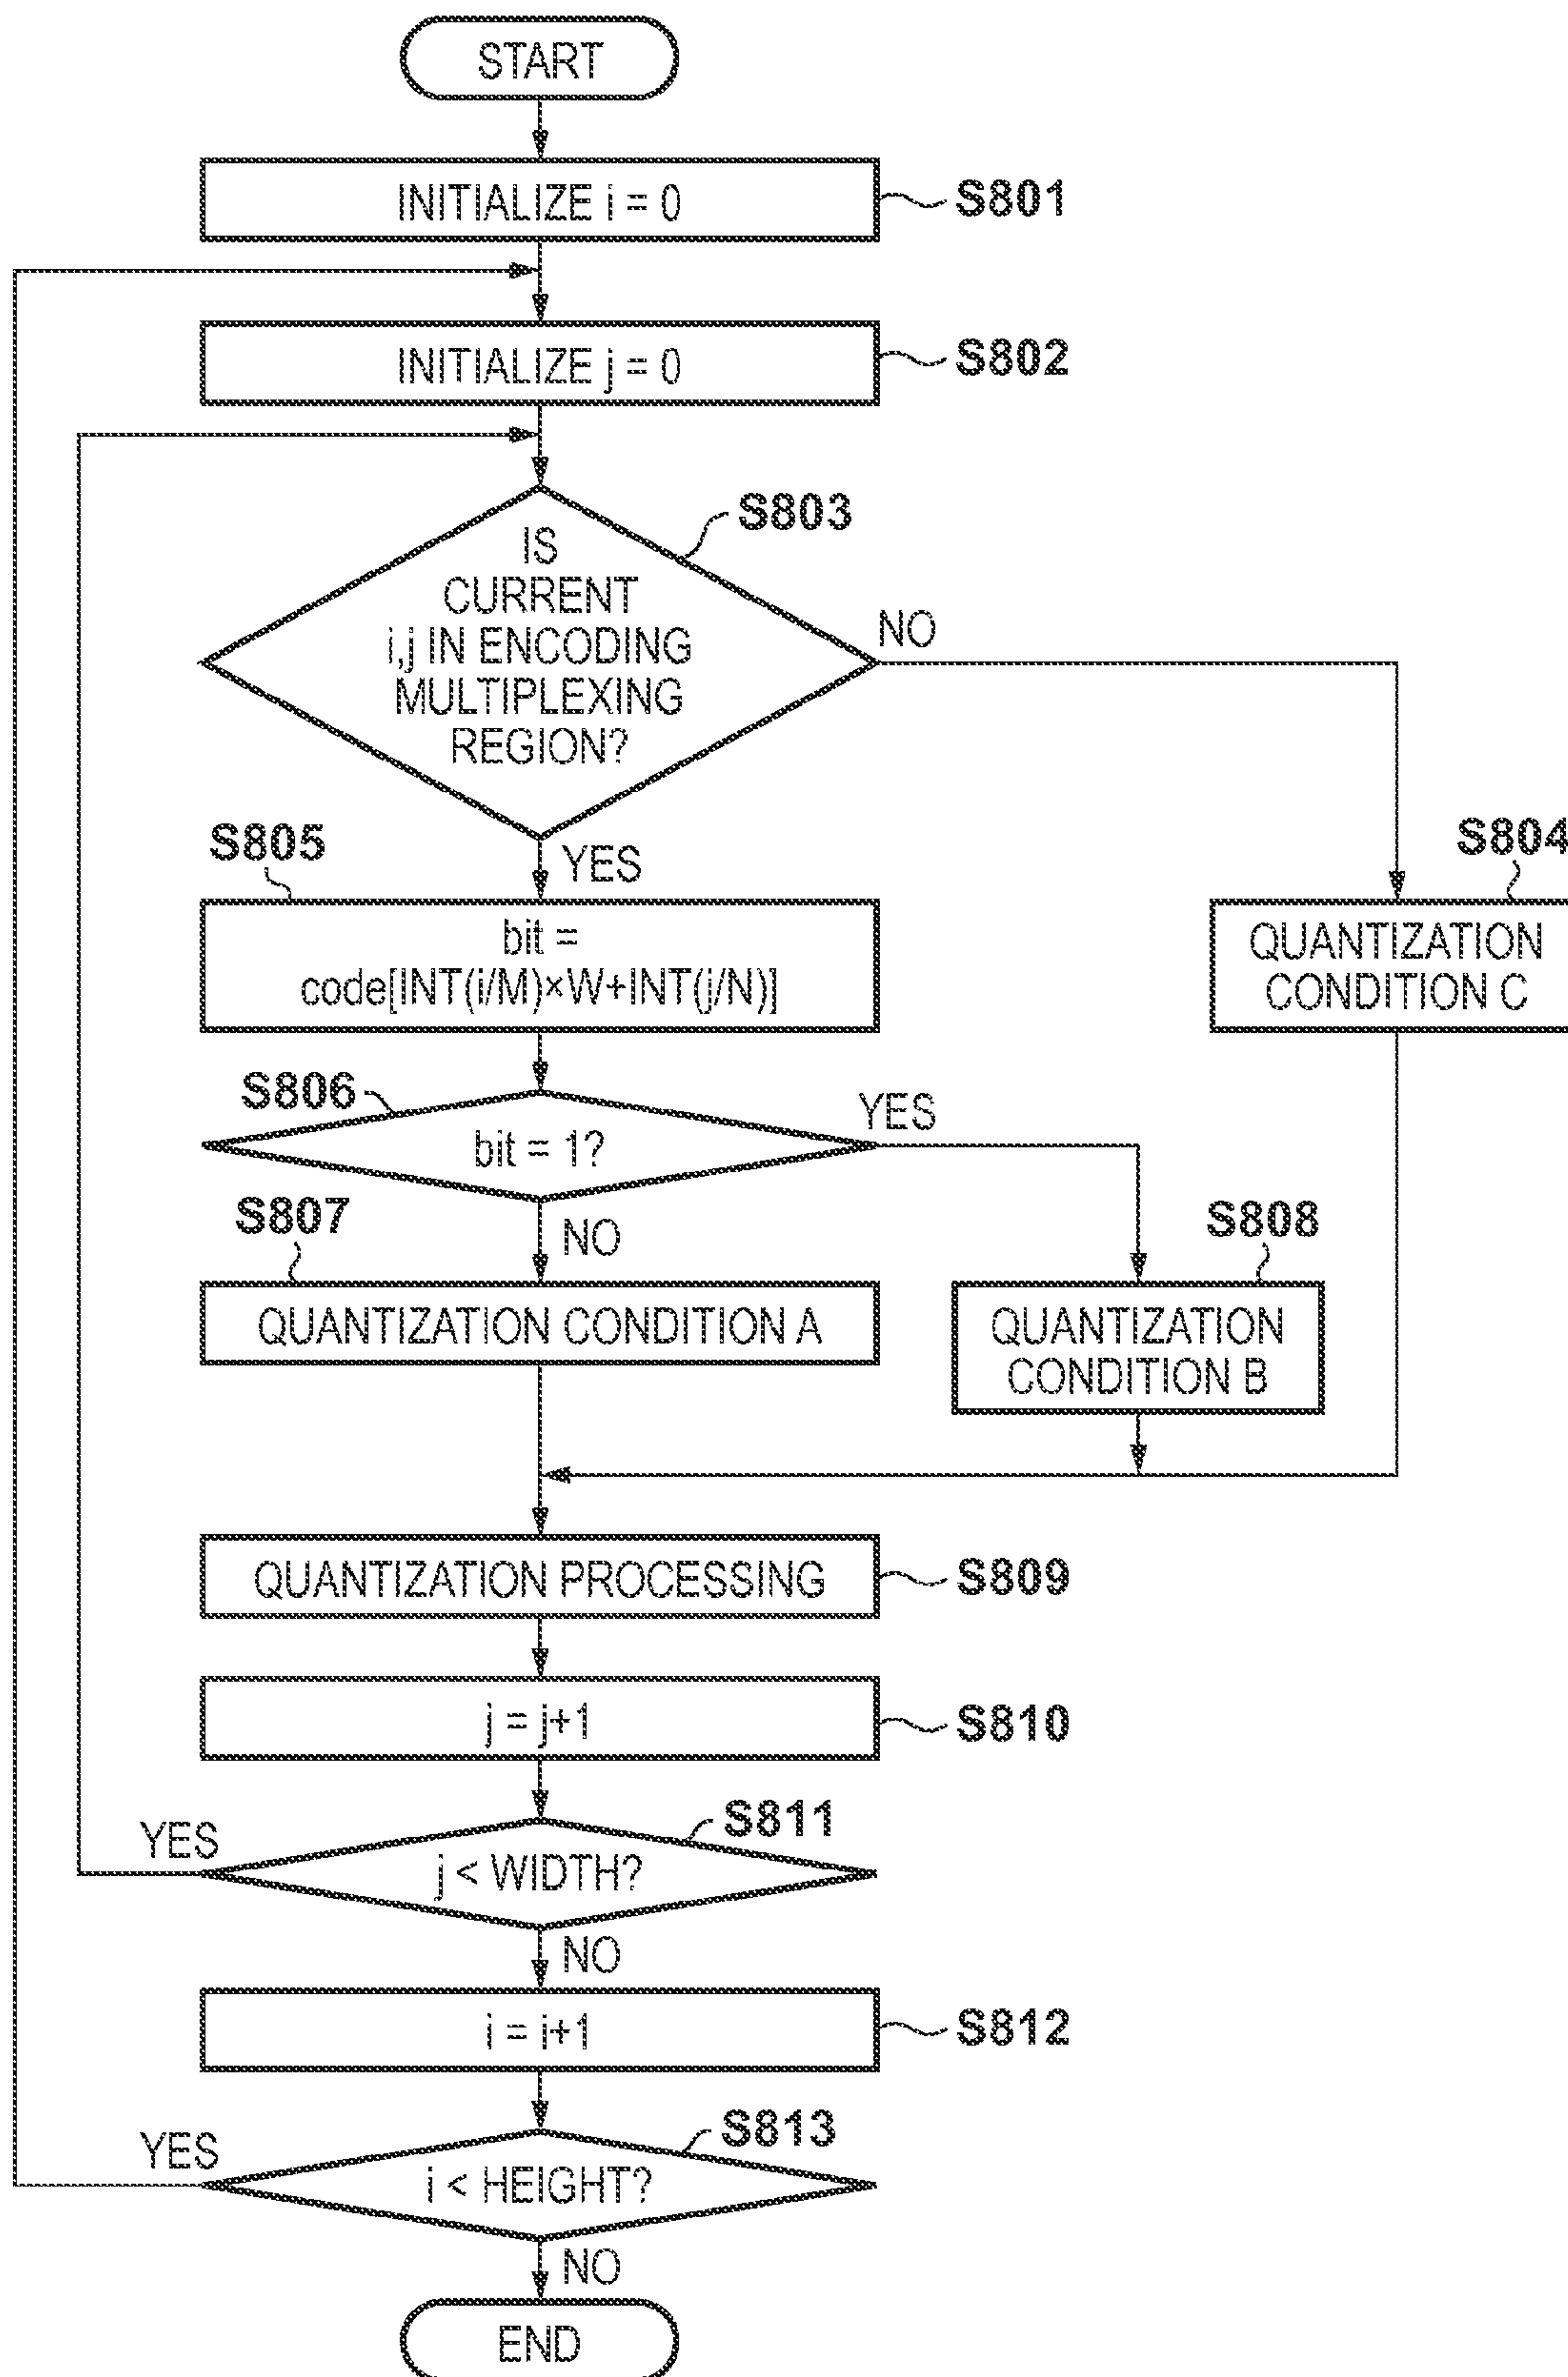 START
INITIALIZE i = 0
S801
INITIALIZE j = 0
S802
S803
IS
CURRENT
i,j IN ENCODING
MULTIPLEXING
REGION?
NO
YES
S805
bit =
code[INT(i/M)×W+INT(j/N)]
S804
QUANTIZATION
CONDITION C
S806
bit = 1?
YES
NO
S807
QUANTIZATION CONDITION A
S808
QUANTIZATION
CONDITION B
QUANTIZATION PROCESSING
S809
j = j+1
S810
S811
YES
j < WIDTH?
NO
i = i+1
S812
S813
YES
i < HEIGHT?
NO
END